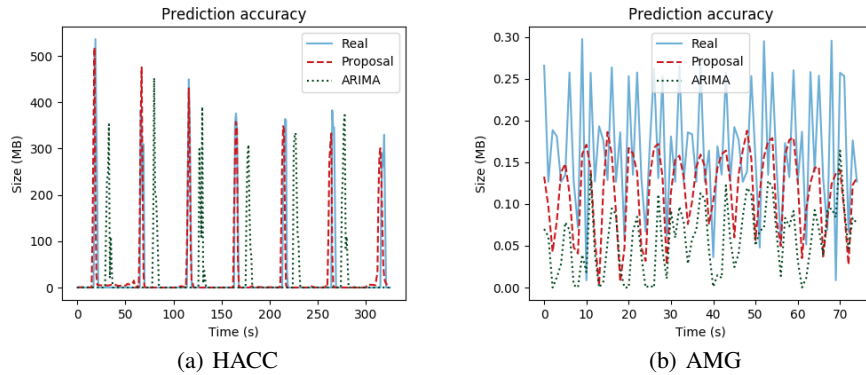 Prediction accuracy
Real
Proposal
ARIMA
500
400
300
200
100
0
Size (MB)
0 50 100 150 200 250 300
Time (s)
(a) HACC
Prediction accuracy
Real
Proposal
ARIMA
0.30
0.25
0.20
0.15
0.10
0.05
0.00
Size (MB)
0 10 20 30 40 50 60 70
Time (s)
(b) AMG